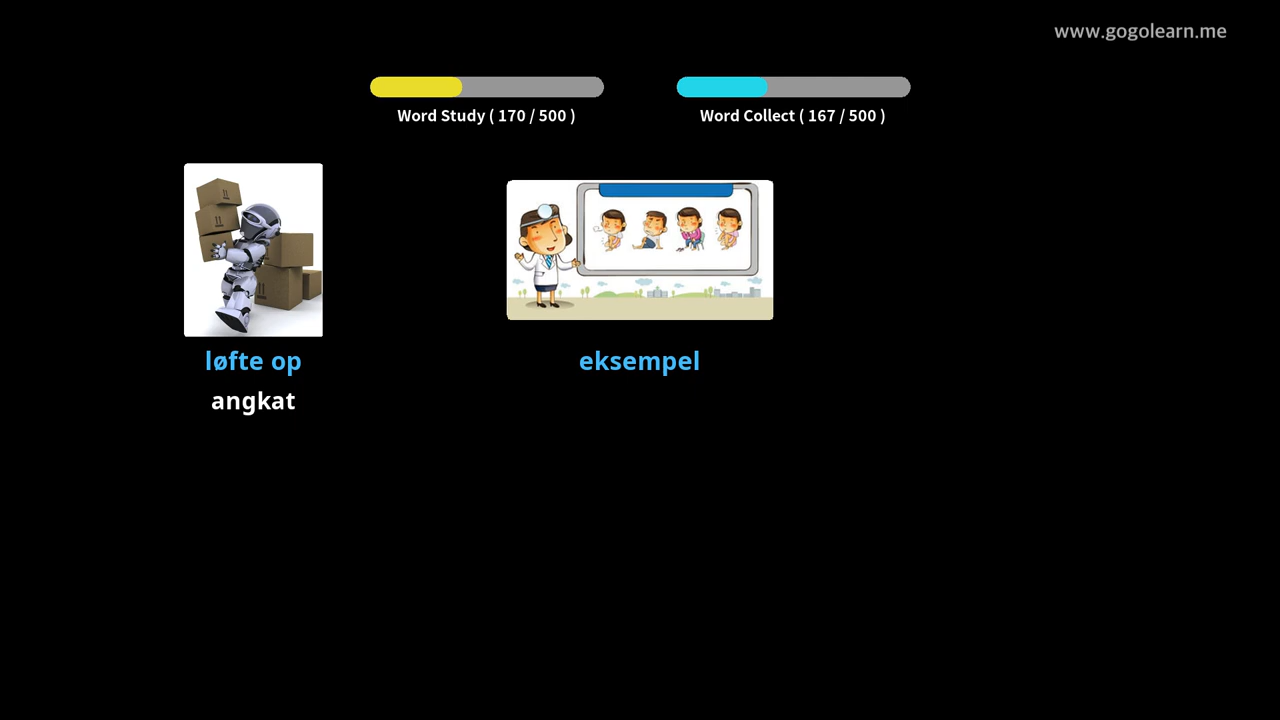 www.gogolearn.me
Word Study ( 170 / 500 )
Word Collect ( 167 / 500 )
løfte op
eksempel
angkat